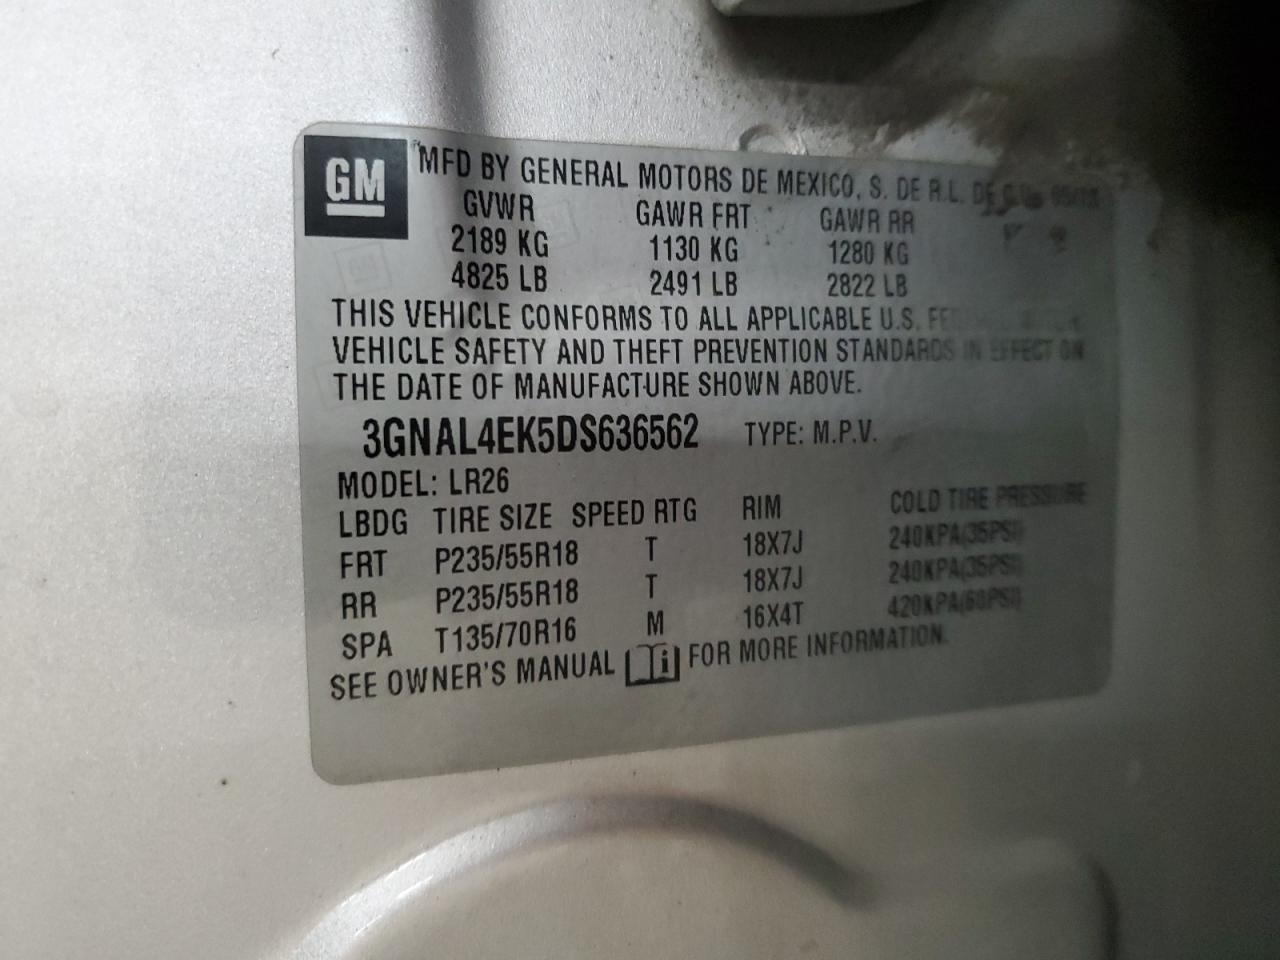 GM
MFD BY GENERAL MOTORS DE MEXICO, S. DE R.L. DE
GVWR GAWR FRT GAWR RR
2189 KG 1130 KG 1280 KG
4825 LB 2491 LB 2822 LB
THIS VEHICLE CONFORMS TO ALL APPLICABLE U.S.
VEHICLE SAFETY AND THEFT PREVENTION STANDARDS IN EFFECT ON
THE DATE OF MANUFACTURE SHOWN ABOVE.
3GNAL4EK5DS636562 TYPE: M.P.V.
MODEL: LR26
LBDG TIRE SIZE SPEED RTG RIM COLD TIRE PRESSURE
FRT P235/55R18 T 18X7J 240KPA(35PSI)
RR P235/55R18 T 18X7J 240KPA(35PSI)
SPA T135/70R16 M 16X4T 420KPA(60PSI)
SEE OWNER'S MANUAL i FOR MORE INFORMATION.